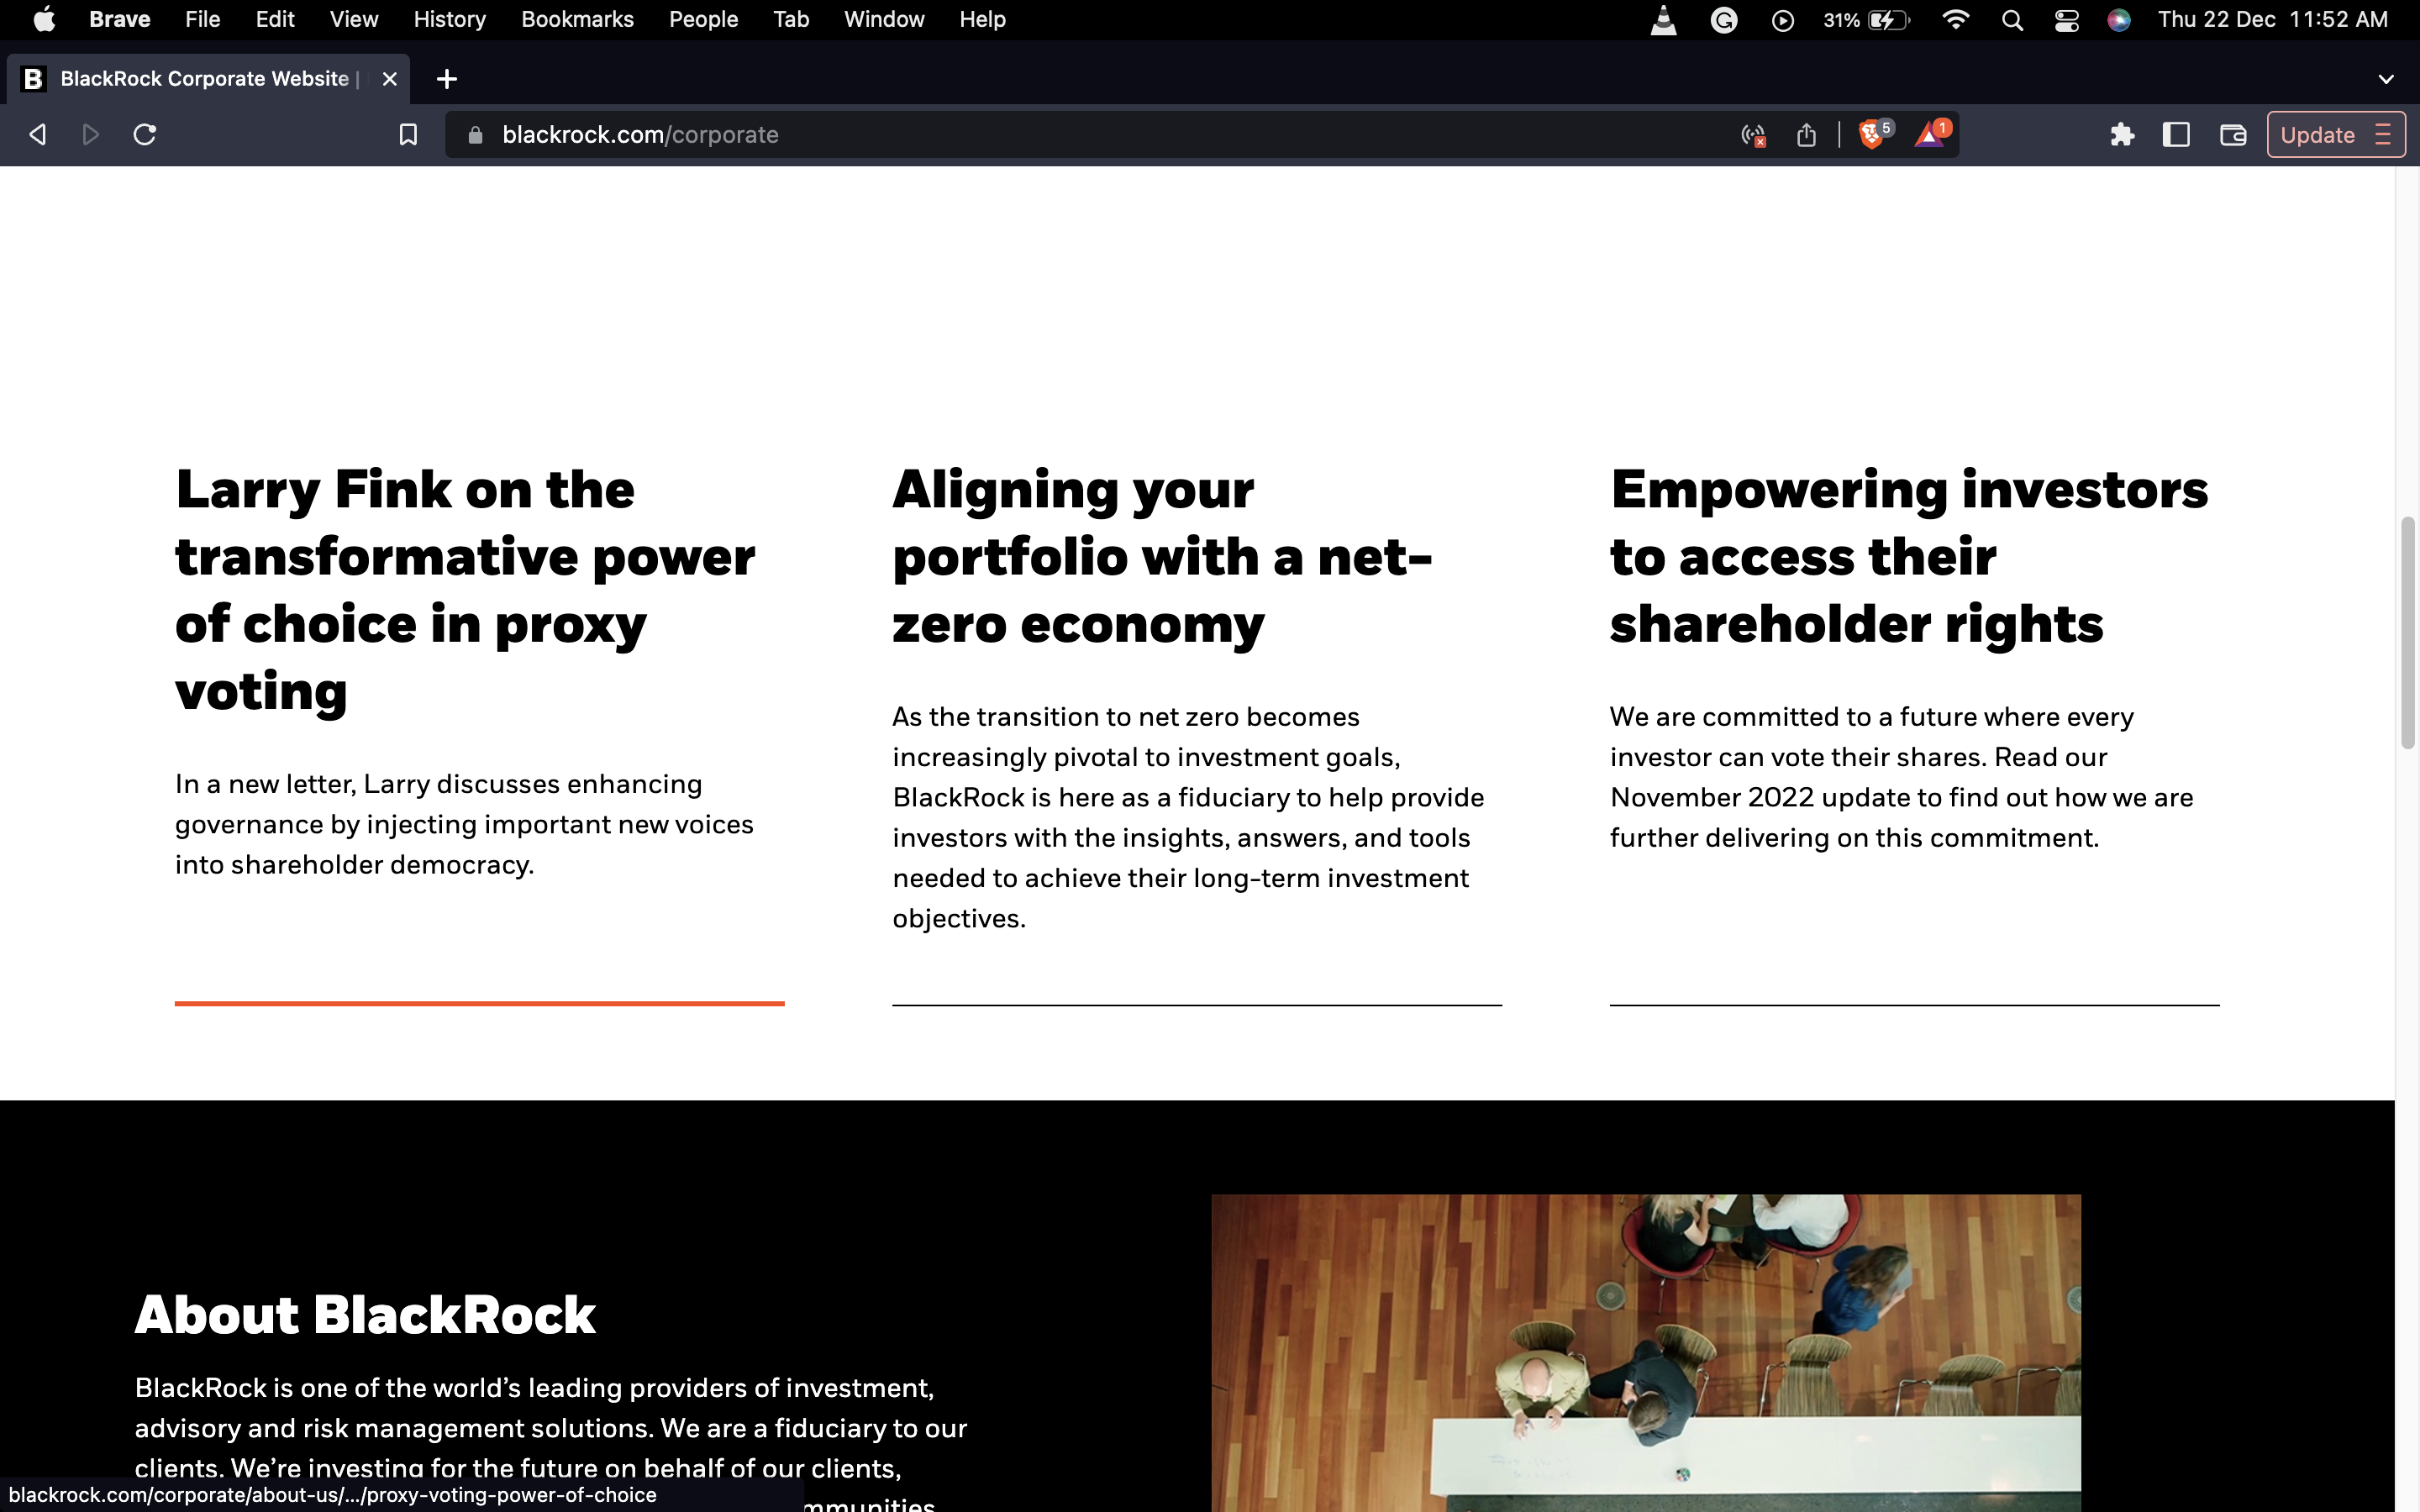 Brave File Edit View History Bookmarks People Tab Window Help 31% Thu 22 Dec 11:52 AM
B BlackRock Corporate Website |
blackrock.com/corporate 5 1 Update
Larry Fink on the
transformative power
of choice in proxy
voting
In a new letter, Larry discusses enhancing
governance by injecting important new voices
into shareholder democracy.
Aligning your
portfolio with a net-
zero economy
As the transition to net zero becomes
increasingly pivotal to investment goals,
BlackRock is here as a fiduciary to help provide
investors with the insights, answers, and tools
needed to achieve their long-term investment
objectives.
Empowering investors
to access their
shareholder rights
We are committed to a future where every
investor can vote their shares. Read our
November 2022 update to find out how we are
further delivering on this commitment.
About BlackRock
BlackRock is one of the world’s leading providers of investment,
advisory and risk management solutions. We are a fiduciary to our
clients. We’re investing for the future on behalf of our clients,
blackrock.com/corporate/about-us/.../proxy-voting-power-of-choice